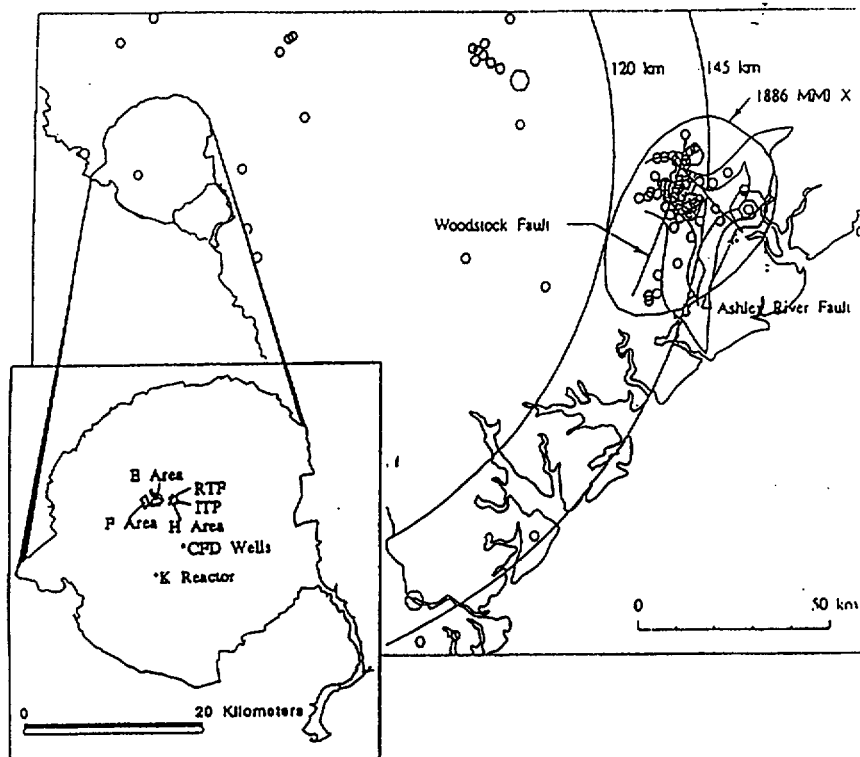 120 km
145 km
1886 MMI X
Woodstock Fault
Ashley River Fault
0 50 km
E Area
RTF
ITP
F Area
H Area
CFD Wells
K Reactor
0 20 Kilometers